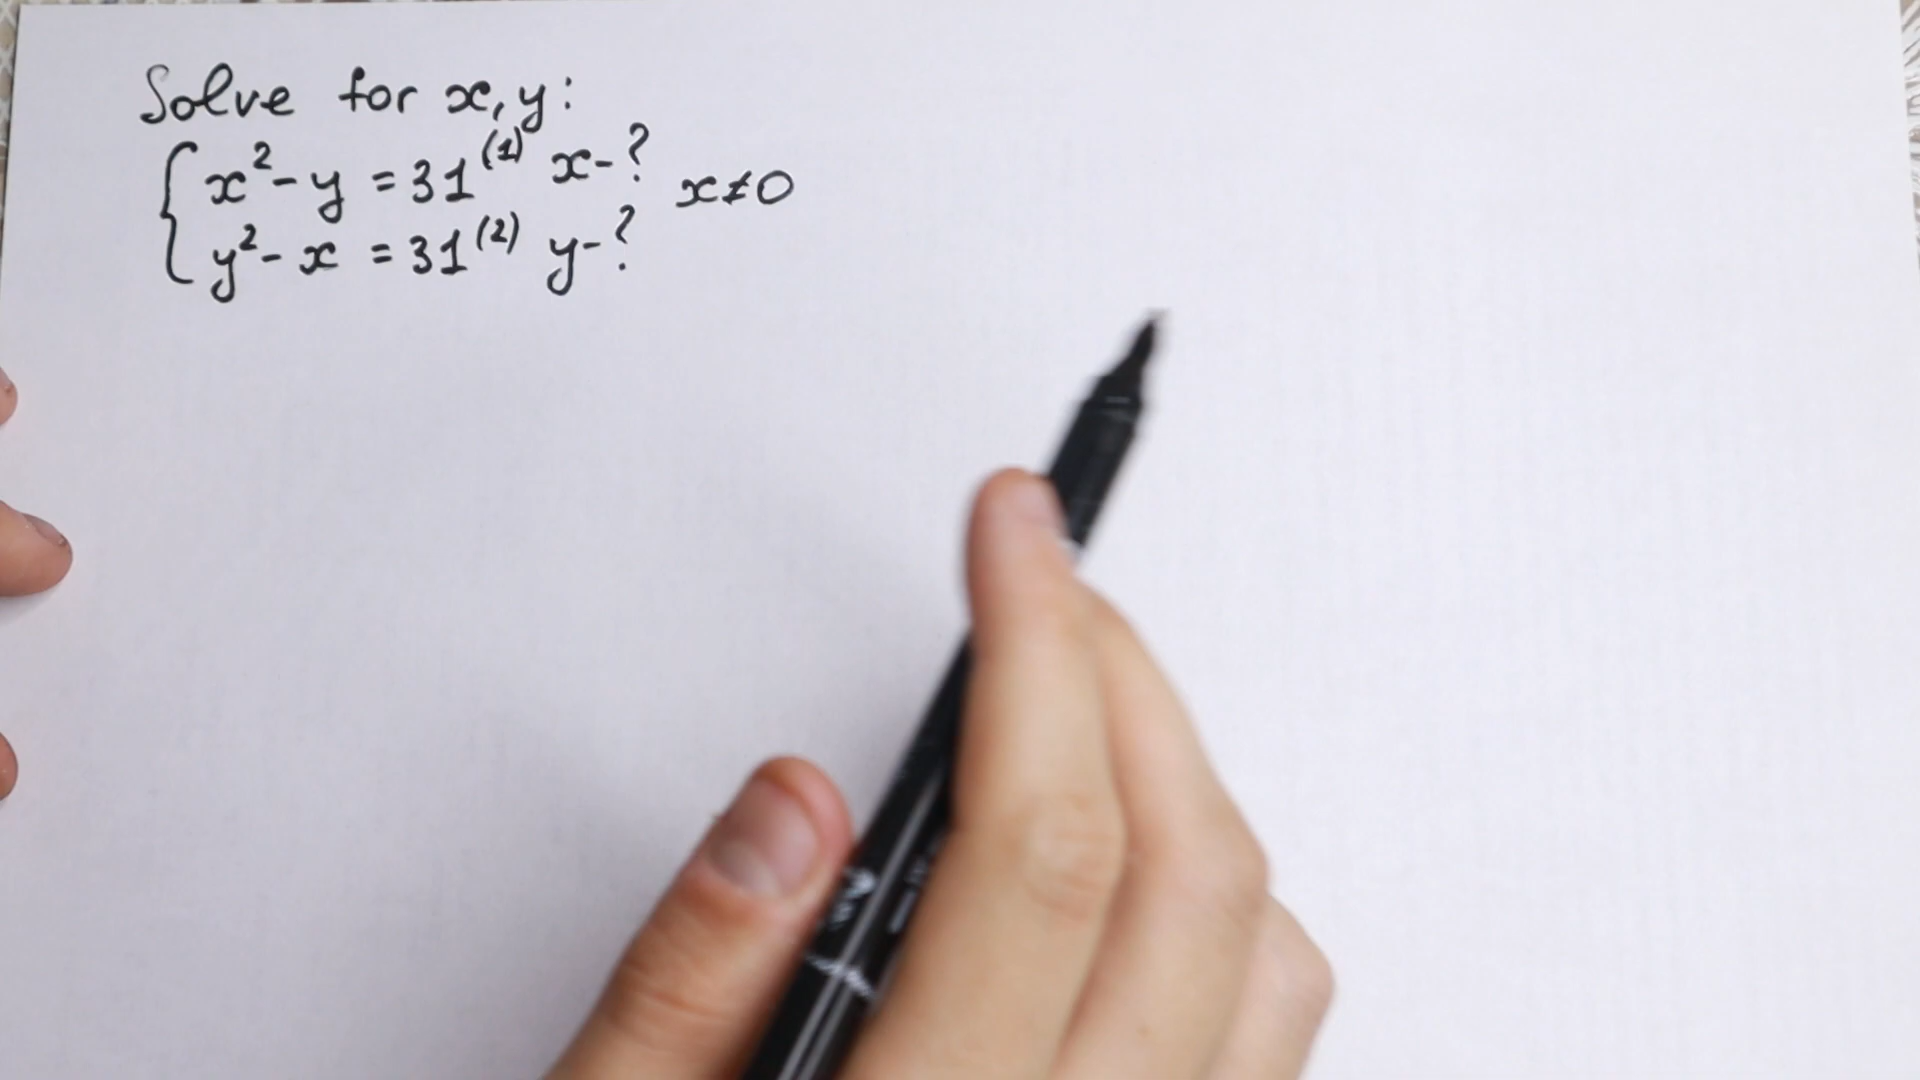 Solve for x, y:
x² - y = 31 (1) x - ? x ≠ 0
y² - x = 31 (2) y - ?